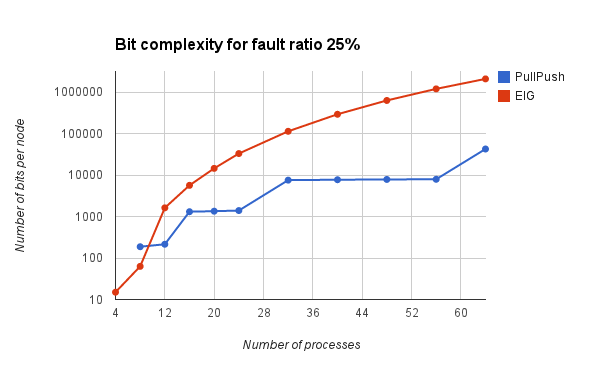 Bit complexity for fault ratio 25%
PullPush
EIG
Number of bits per node
1000000
100000
10000
1000
100
10
4 12 20 28 36 44 52 60
Number of processes